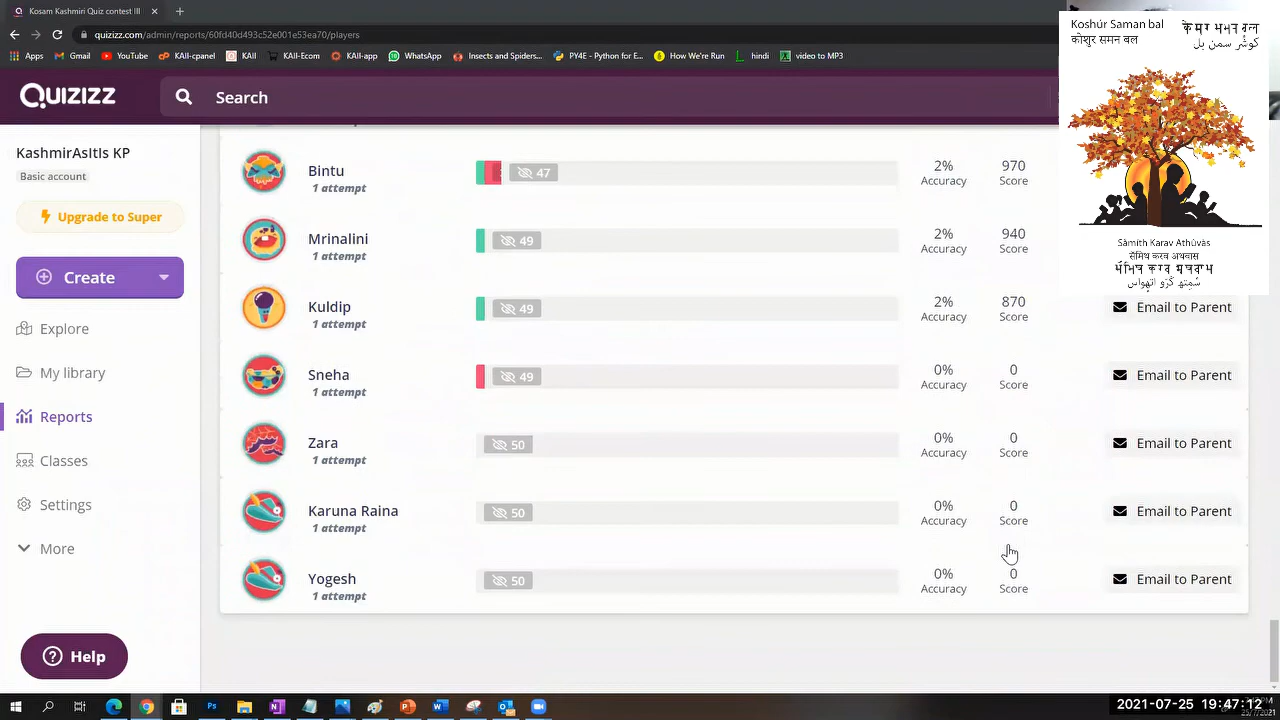 Kosam Kashmiri Quiz contest III
quizizz.com/admin/reports/60fd40d493c52e001e53ea70/players
Apps Gmail YouTube KAII-cpanel KAII KAII-Ecom Koshur app WhatsApp Insects and spiders... PY4E - Python for E... How We're Run hindi video to MP3
QUIZIZZ
Search
KashmirAsItIs KP
Basic account
Upgrade to Super
Create
Explore
My library
Reports
Classes
Settings
More
Help
Bintu
1 attempt
47
2%
Accuracy
970
Score
Mrinalini
1 attempt
49
2%
Accuracy
940
Score
Kuldip
1 attempt
49
2%
Accuracy
870
Score
Email to Parent
Sneha
1 attempt
49
0%
Accuracy
0
Score
Email to Parent
Zara
1 attempt
50
0%
Accuracy
0
Score
Email to Parent
Karuna Raina
1 attempt
50
0%
Accuracy
0
Score
Email to Parent
Yogesh
1 attempt
50
0%
Accuracy
0
Score
Email to Parent
Koshúr Saman bal
कोशुर समन बल
كوشُر سمن بل
Sâmith Karav Athùvàs
2021-07-25 19:47:12